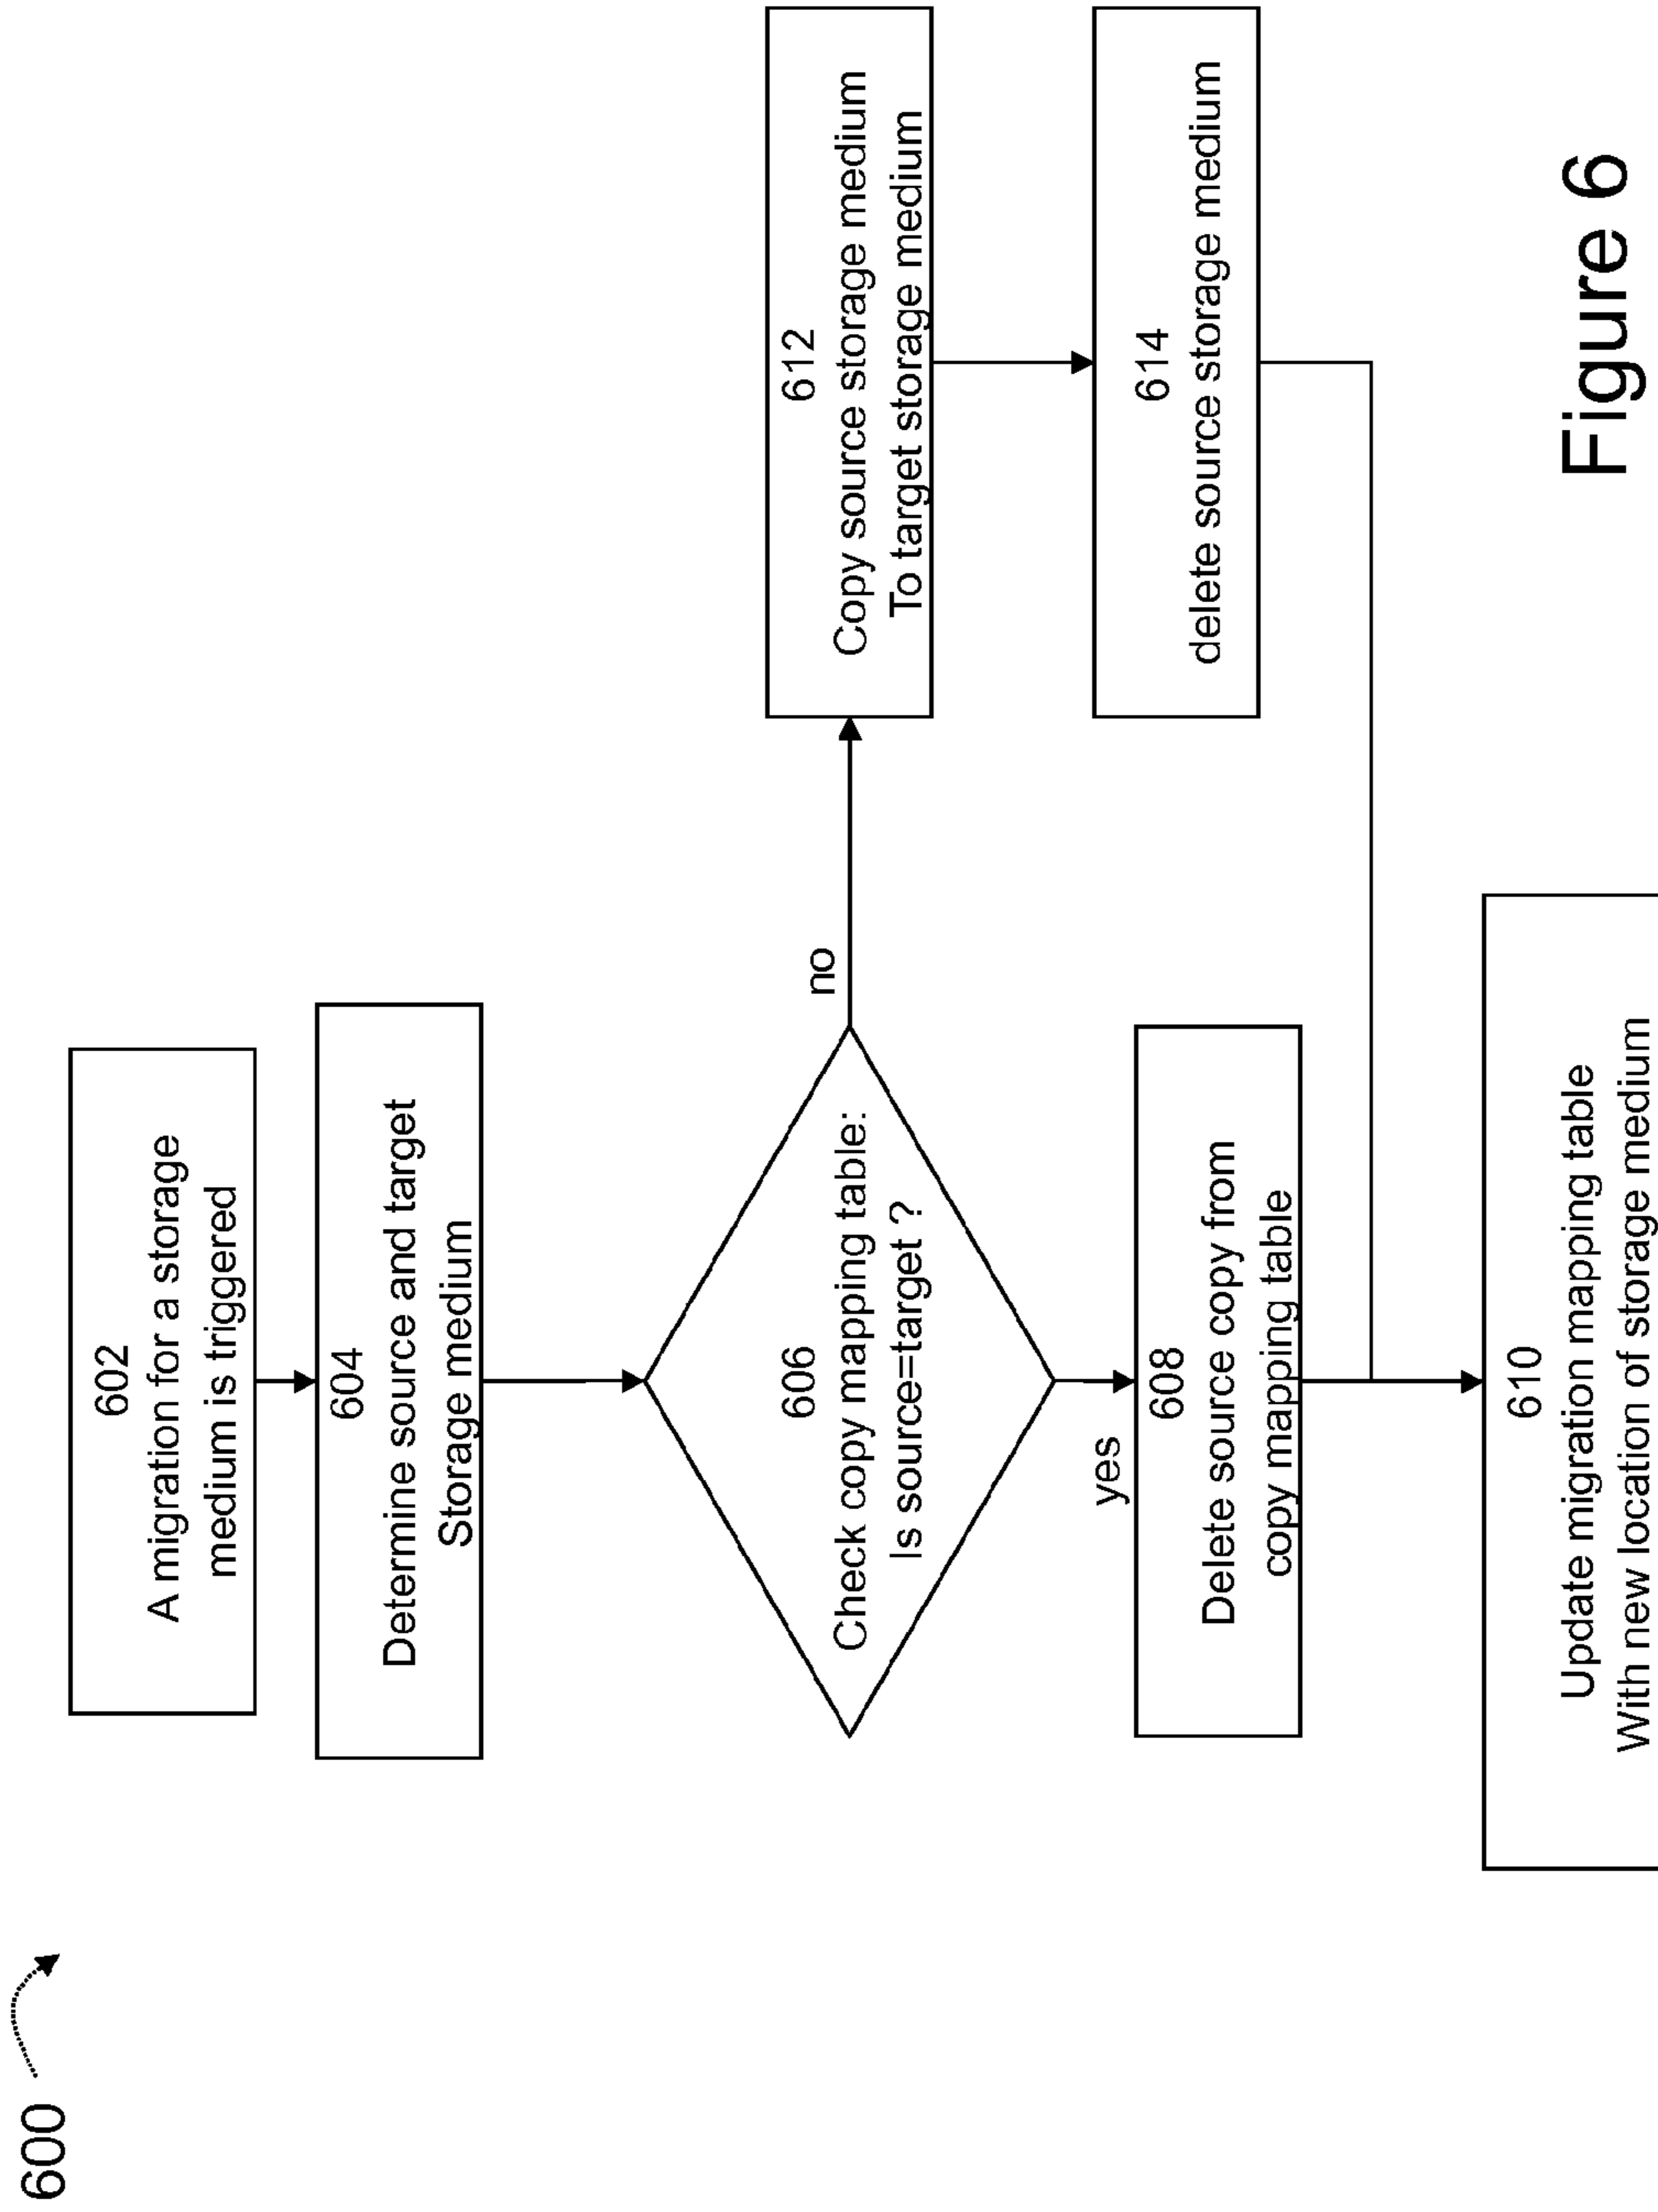 600
602
A migration for a storage
medium is triggered
604
Determine source and target
Storage medium
606
Check copy mapping table:
Is source=target ?
no
yes
608
Delete source copy from
copy mapping table
612
Copy source storage medium
To target storage medium
614
delete source storage medium
610
Update migration mapping table
With new location of storage medium
Figure 6